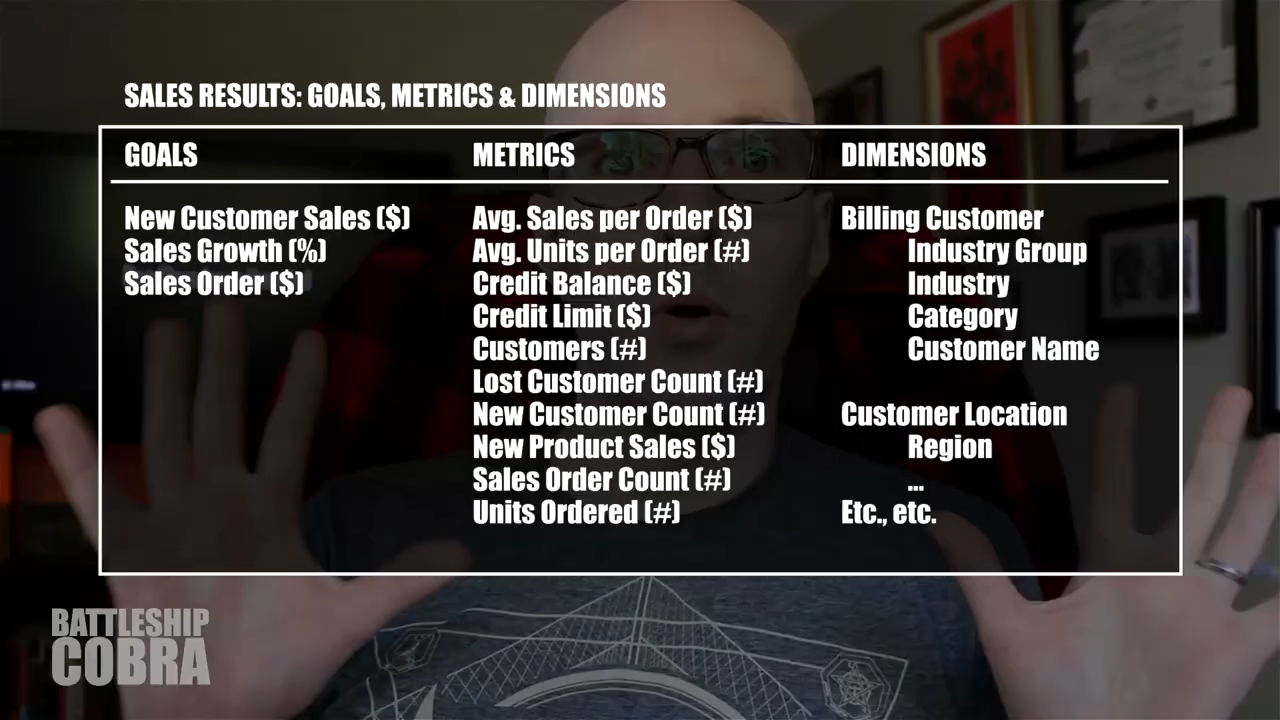 SALES RESULTS: GOALS, METRICS & DIMENSIONS
GOALS
New Customer Sales ($)
Sales Growth (%)
Sales Order ($)
METRICS
Avg. Sales per Order ($)
Avg. Units per Order (#)
Credit Balance ($)
Credit Limit ($)
Customers (#)
Lost Customer Count (#)
New Customer Count (#)
New Product Sales ($)
Sales Order Count (#)
Units Ordered (#)
DIMENSIONS
Billing Customer
Industry Group
Industry
Category
Customer Name
Customer Location
Region
...
Etc., etc.
BATTLESHIP
COBRA